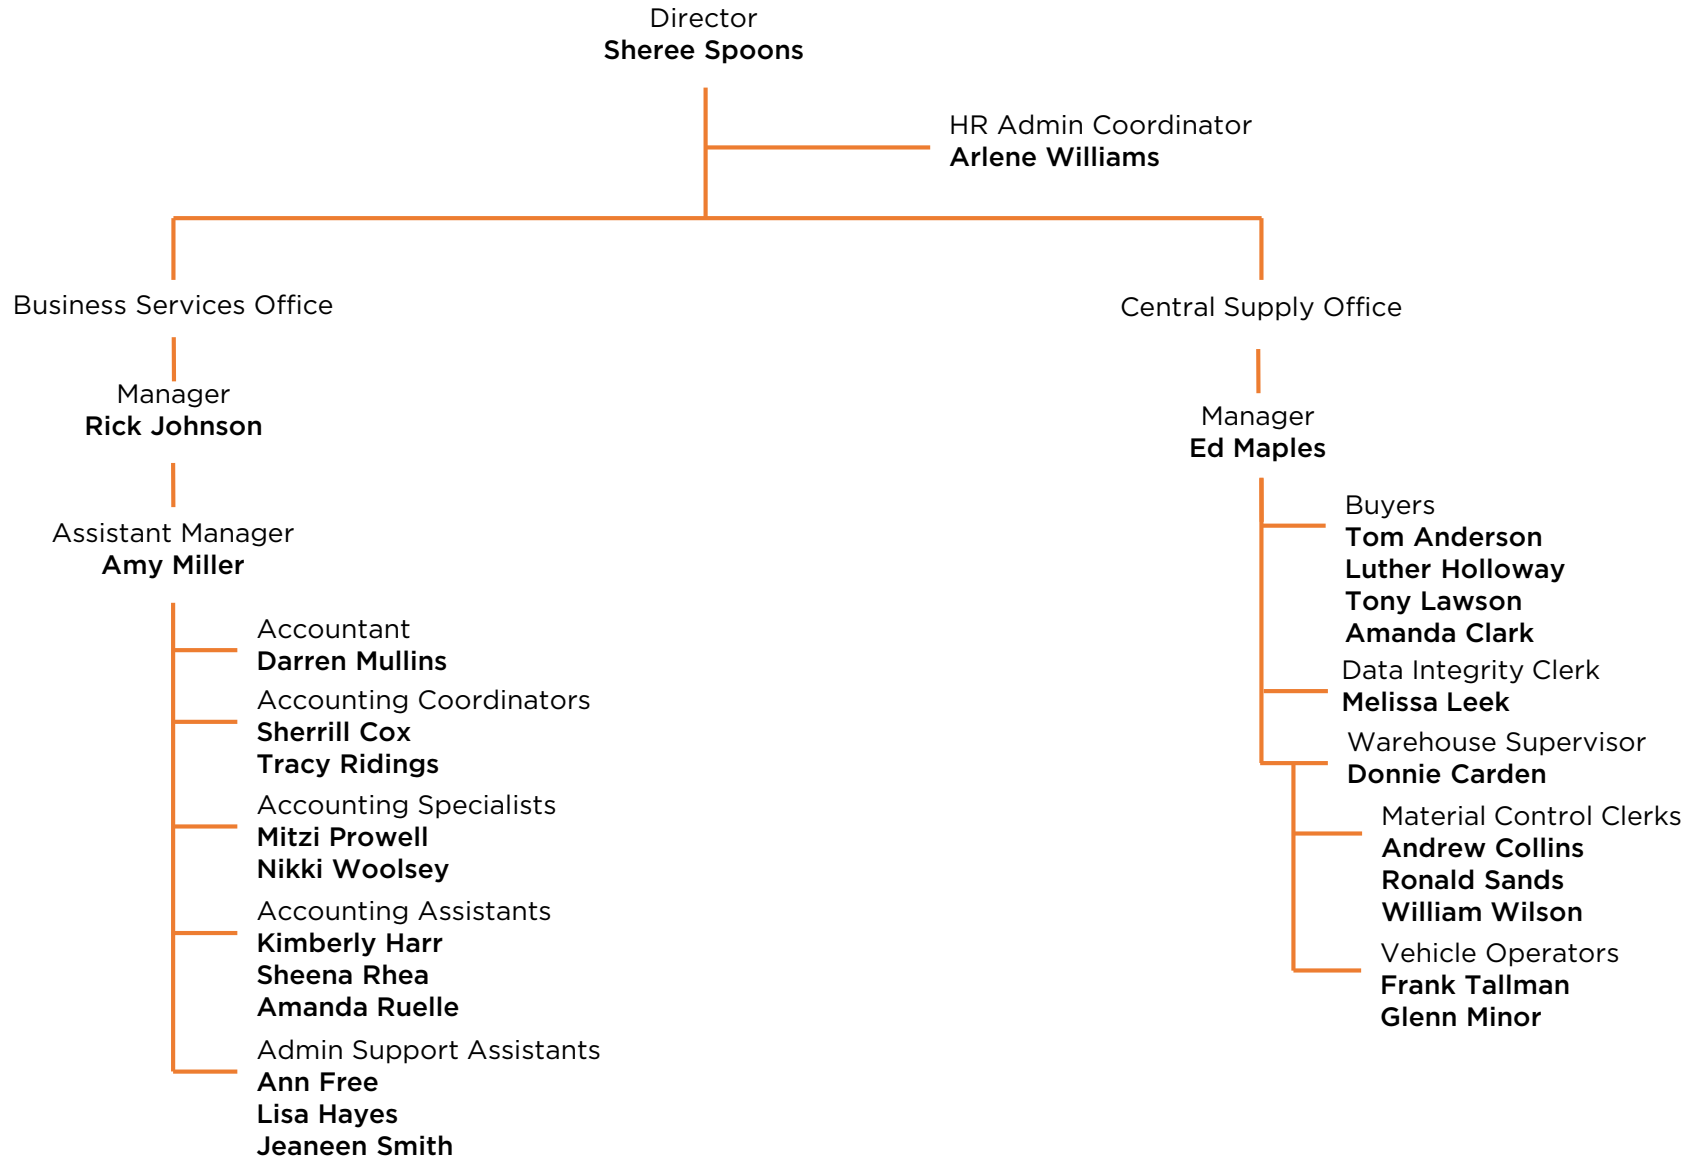 Director
Sheree Spoons
HR Admin Coordinator
Arlene Williams
Business Services Office
Manager
Rick Johnson
Assistant Manager
Amy Miller
Accountant
Darren Mullins
Accounting Coordinators
Sherrill Cox
Tracy Ridings
Accounting Specialists
Mitzi Prowell
Nikki Woolsey
Accounting Assistants
Kimberly Harr
Sheena Rhea
Amanda Ruelle
Admin Support Assistants
Ann Free
Lisa Hayes
Jeaneen Smith
Central Supply Office
Manager
Ed Maples
Buyers
Tom Anderson
Luther Holloway
Tony Lawson
Amanda Clark
Data Integrity Clerk
Melissa Leek
Warehouse Supervisor
Donnie Carden
Material Control Clerks
Andrew Collins
Ronald Sands
William Wilson
Vehicle Operators
Frank Tallman
Glenn Minor